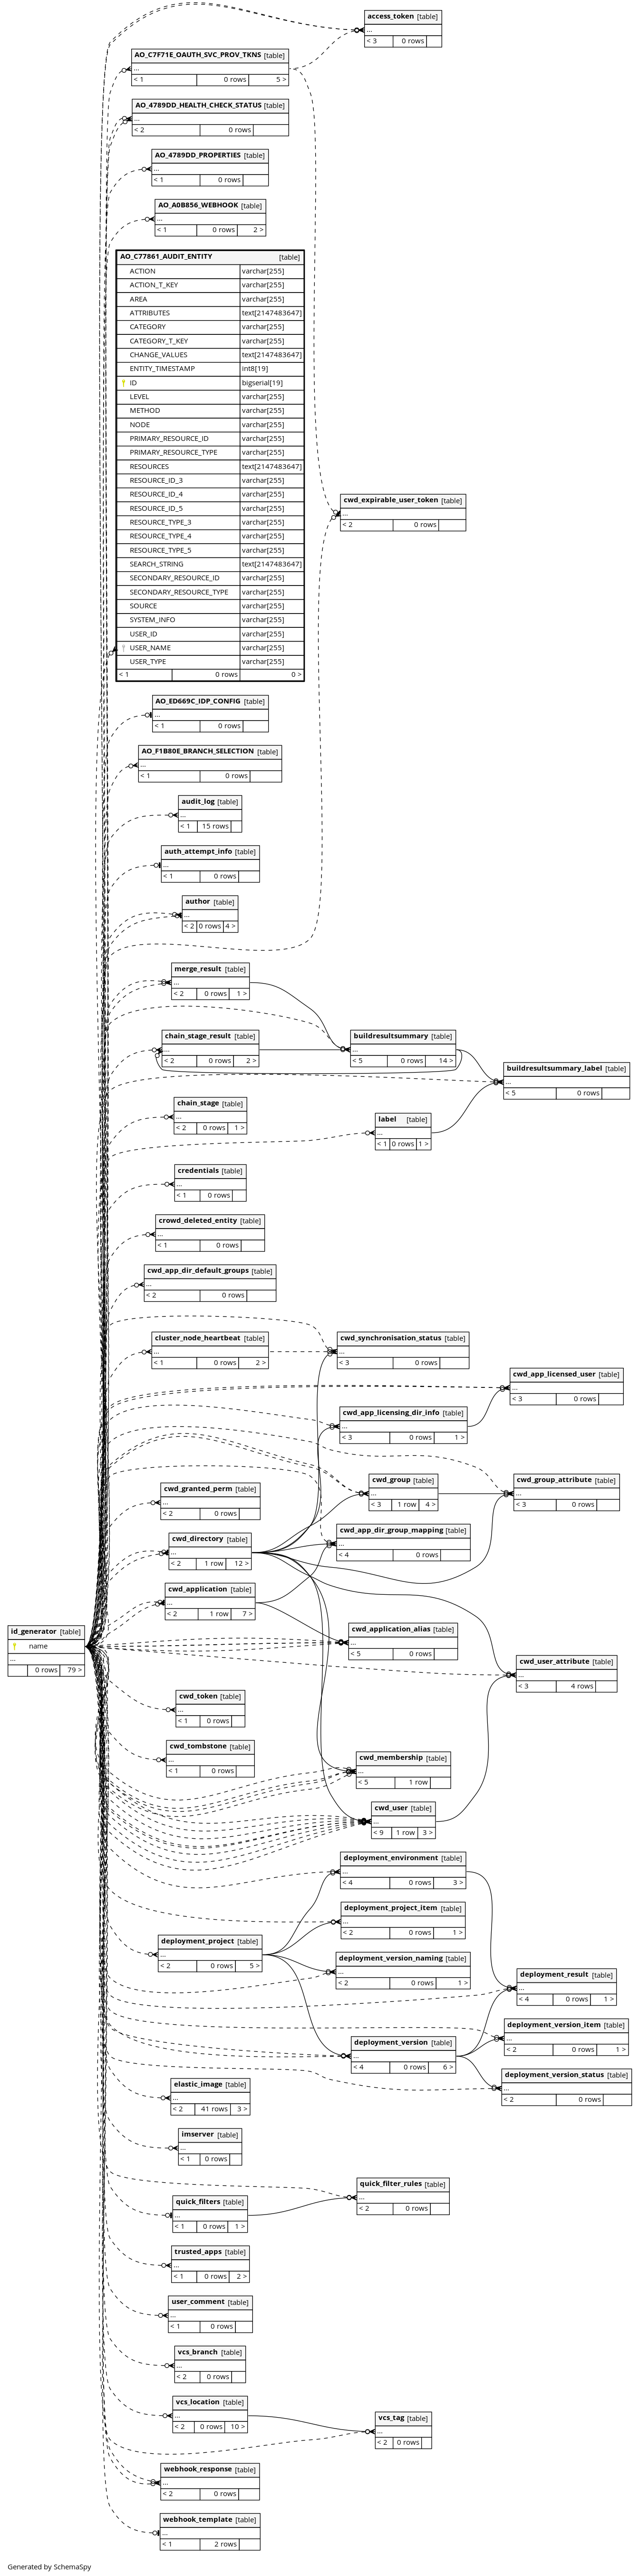 access_token [table]
...
< 3 0 rows
AO_C7F71E_OAUTH_SVC_PROV_TKNS [table]
...
< 1 0 rows 5 >
AO_4789DD_HEALTH_CHECK_STATUS [table]
...
< 2 0 rows
AO_4789DD_PROPERTIES [table]
...
< 1 0 rows
AO_A0B856_WEBHOOK [table]
...
< 1 0 rows 2 >
AO_C77861_AUDIT_ENTITY [table]
ACTION varchar[255]
ACTION_T_KEY varchar[255]
AREA varchar[255]
ATTRIBUTES text[2147483647]
CATEGORY varchar[255]
CATEGORY_T_KEY varchar[255]
CHANGE_VALUES text[2147483647]
ENTITY_TIMESTAMP int8[19]
ID bigserial[19]
LEVEL varchar[255]
METHOD varchar[255]
NODE varchar[255]
PRIMARY_RESOURCE_ID varchar[255]
PRIMARY_RESOURCE_TYPE varchar[255]
RESOURCES text[2147483647]
RESOURCE_ID_3 varchar[255]
RESOURCE_ID_4 varchar[255]
RESOURCE_ID_5 varchar[255]
RESOURCE_TYPE_3 varchar[255]
RESOURCE_TYPE_4 varchar[255]
RESOURCE_TYPE_5 varchar[255]
SEARCH_STRING text[2147483647]
SECONDARY_RESOURCE_ID varchar[255]
SECONDARY_RESOURCE_TYPE varchar[255]
SOURCE varchar[255]
SYSTEM_INFO varchar[255]
USER_ID varchar[255]
USER_NAME varchar[255]
USER_TYPE varchar[255]
< 1 0 rows 0 >
cwd_expirable_user_token [table]
...
< 2 0 rows
AO_ED669C_IDP_CONFIG [table]
...
< 1 0 rows
AO_F1B80E_BRANCH_SELECTION [table]
...
< 1 0 rows
audit_log [table]
...
< 1 15 rows
auth_attempt_info [table]
...
< 1 0 rows
author [table]
...
< 2 0 rows 4 >
merge_result [table]
...
< 2 0 rows 1 >
chain_stage_result [table]
...
< 2 0 rows 2 >
buildresultsummary [table]
...
< 5 0 rows 14 >
buildresultsummary_label [table]
...
< 5 0 rows
chain_stage [table]
...
< 2 0 rows 1 >
label [table]
...
< 1 0 rows 1 >
credentials [table]
...
< 1 0 rows
crowd_deleted_entity [table]
...
< 1 0 rows
cwd_app_dir_default_groups [table]
...
< 2 0 rows
cluster_node_heartbeat [table]
...
< 1 0 rows 2 >
cwd_synchronisation_status [table]
...
< 3 0 rows
cwd_app_licensed_user [table]
...
< 3 0 rows
cwd_app_licensing_dir_info [table]
...
< 3 0 rows 1 >
cwd_granted_perm [table]
...
< 2 0 rows
cwd_group [table]
...
< 3 1 row 4 >
cwd_group_attribute [table]
...
< 3 0 rows
cwd_directory [table]
...
< 2 1 row 12 >
cwd_app_dir_group_mapping [table]
...
< 4 0 rows
cwd_application [table]
...
< 2 1 row 7 >
id_generator [table]
name
...
0 rows 79 >
cwd_application_alias [table]
...
< 5 0 rows
cwd_user_attribute [table]
...
< 3 4 rows
cwd_token [table]
...
< 1 0 rows
cwd_tombstone [table]
...
< 1 0 rows
cwd_membership [table]
...
< 5 1 row
cwd_user [table]
...
< 9 1 row 3 >
deployment_environment [table]
...
< 4 0 rows 3 >
deployment_project_item [table]
...
< 2 0 rows 1 >
deployment_project [table]
...
< 2 0 rows 5 >
deployment_version_naming [table]
...
< 2 0 rows 1 >
deployment_result [table]
...
< 4 0 rows 1 >
deployment_version [table]
...
< 4 0 rows 6 >
deployment_version_item [table]
...
< 2 0 rows 1 >
deployment_version_status [table]
...
< 2 0 rows
elastic_image [table]
...
< 2 41 rows 3 >
imserver [table]
...
< 1 0 rows
quick_filter_rules [table]
...
< 2 0 rows
quick_filters [table]
...
< 1 0 rows 1 >
trusted_apps [table]
...
< 1 0 rows 2 >
user_comment [table]
...
< 1 0 rows
vcs_branch [table]
...
< 2 0 rows
vcs_location [table]
...
< 2 0 rows 10 >
vcs_tag [table]
...
< 2 0 rows
webhook_response [table]
...
< 2 0 rows
webhook_template [table]
...
< 1 2 rows
Generated by SchemaSpy